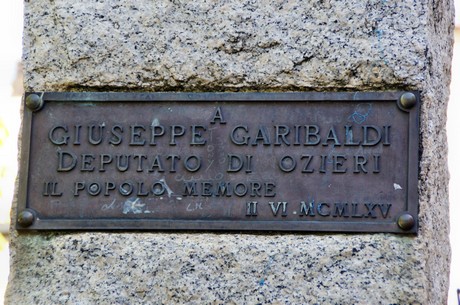 A
GIUSEPPE GARIBALDI
DEPUTATO DI OZIERI
IL POPOLO MEMORE
II VI MCMLXV